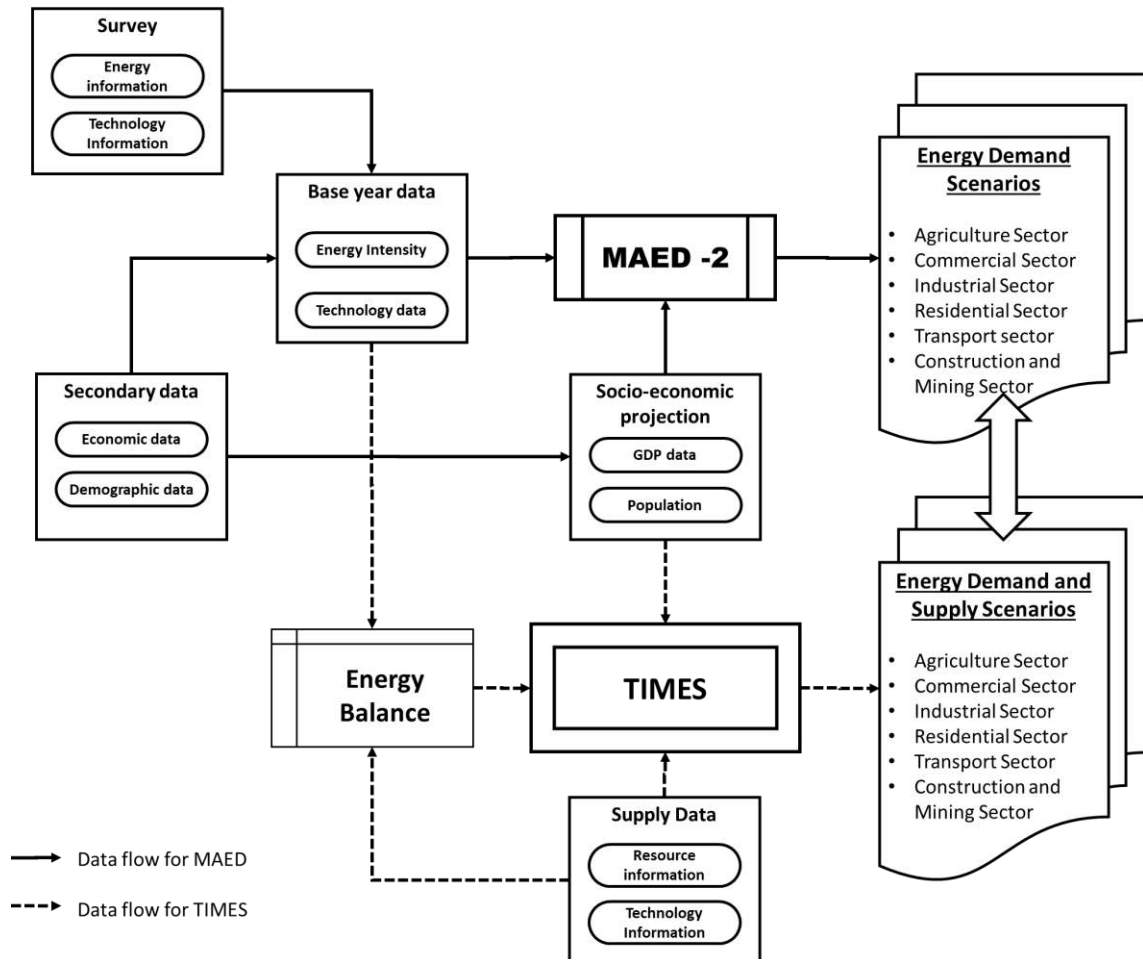 Survey
Energy
information
Technology
Information
Base year data
Energy Intensity
Technology data
MAED -2
Energy Demand
Scenarios
• Agriculture Sector
• Commercial Sector
• Industrial Sector
• Residential Sector
• Transport sector
• Construction and
Mining Sector
Secondary data
Economic data
Demographic data
Socio-economic
projection
GDP data
Population
Energy
Balance
TIMES
Energy Demand and
Supply Scenarios
• Agriculture Sector
• Commercial Sector
• Industrial Sector
• Residential Sector
• Transport Sector
• Construction and
Mining Sector
Supply Data
Resource
information
Technology
Information
Data flow for MAED
Data flow for TIMES